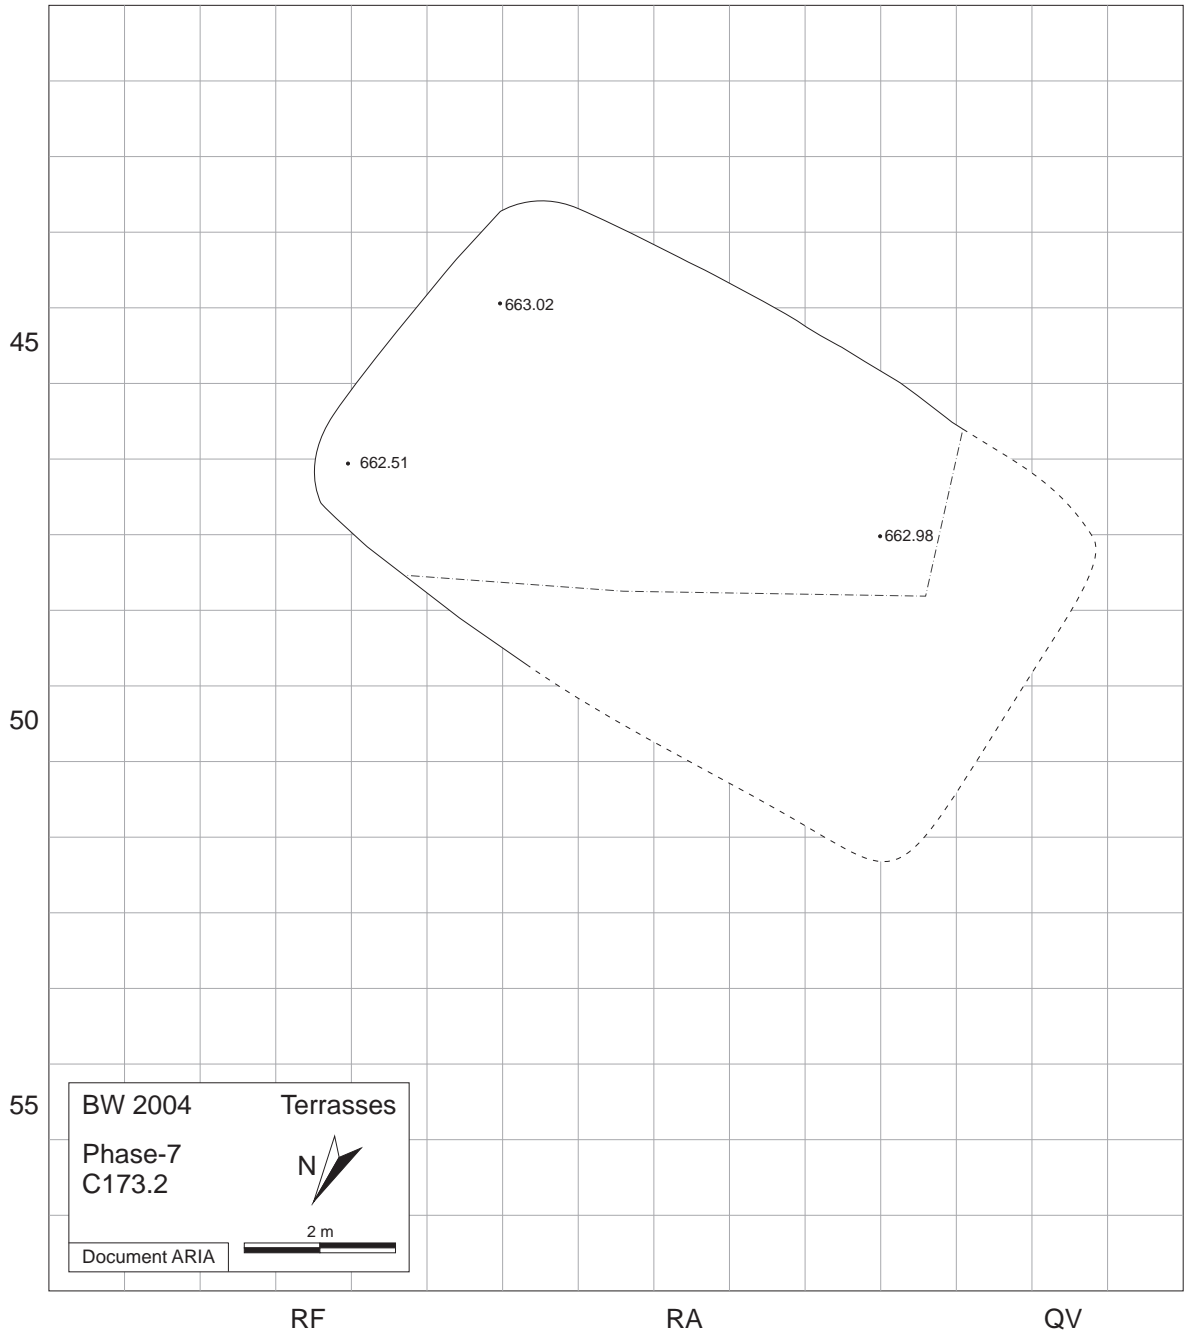 663.02
45
662.51
662.98
50
55
BW 2004 Terrasses
Phase-7
C173.2
N
2 m
Document ARIA
RF RA QV